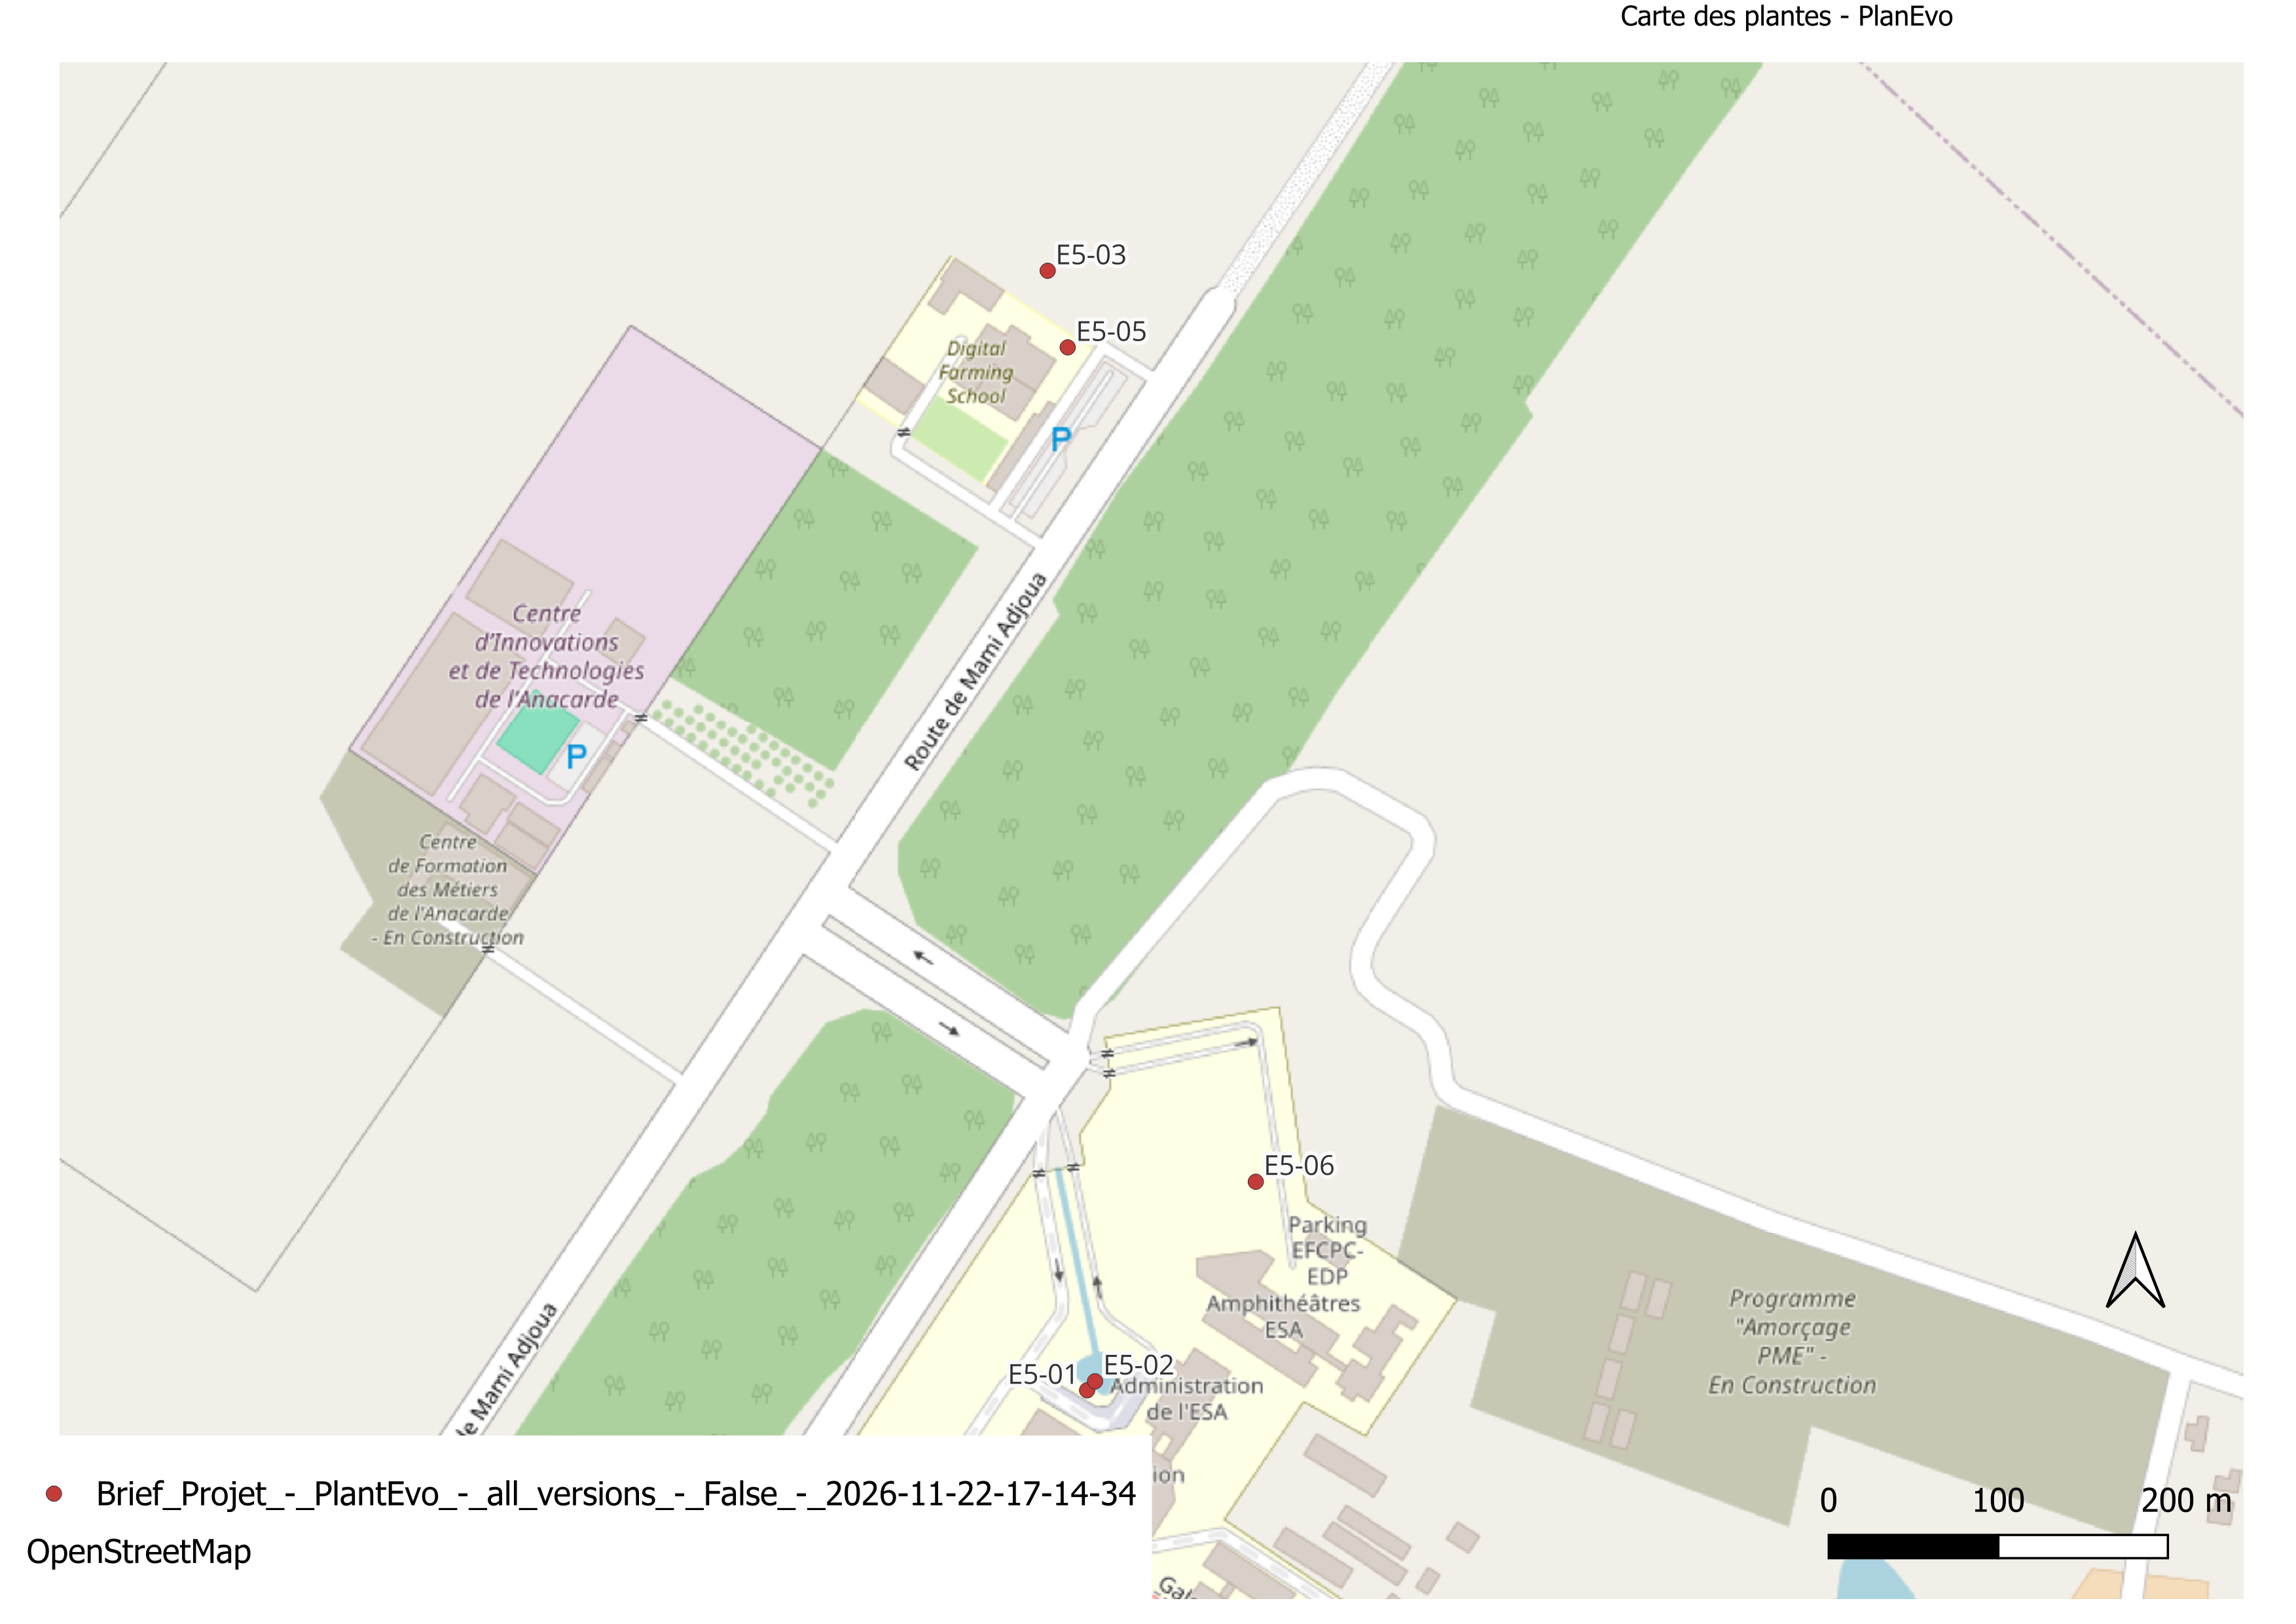 Carte des plantes - PlanEvo
E5-03
E5-05
Digital
Farming
School
P
Route de Mami Adjoua
Centre
d'Innovations
et de Technologies
de l'Anacarde
P
Centre
de Formation
des Métiers
de l'Anacarde
- En Construction
E5-06
Parking
EFCPC-
EDP
Amphithéâtres
ESA
Programme
"Amorçage
PME" -
En Construction
de Mami Adjoua
E5-01
E5-02
Administration
de l'ESA
ion
Brief_Projet_-_PlantEvo_-_all_versions_-_False_-_2026-11-22-17-14-34
OpenStreetMap
0 100 200 m